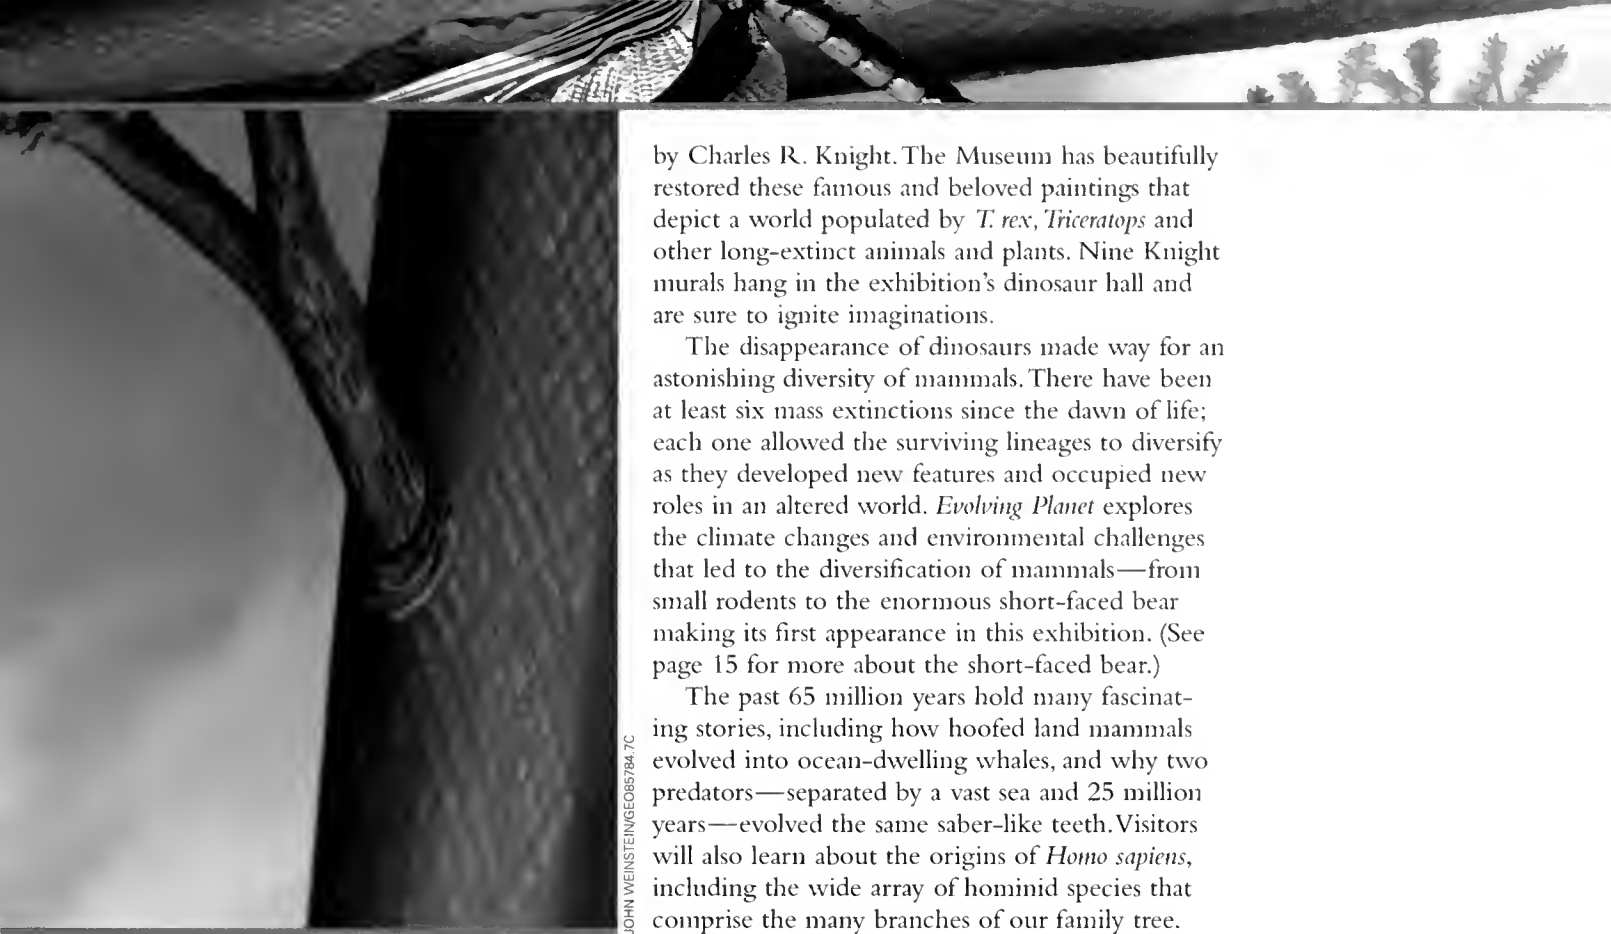 by Charles R. Knight. The Museum has beautifully
restored these famous and beloved paintings that
depict a world populated by T. rex, Triceratops and
other long-extinct animals and plants. Nine Knight
murals hang in the exhibition's dinosaur hall and
are sure to ignite imaginations.
The disappearance of dinosaurs made way for an
astonishing diversity of mammals. There have been
at least six mass extinctions since the dawn of life;
each one allowed the surviving lineages to diversify
as they developed new features and occupied new
roles in an altered world. Evolving Planet explores
the climate changes and environmental challenges
that led to the diversification of mammals—from
small rodents to the enormous short-faced bear
making its first appearance in this exhibition. (See
page 15 for more about the short-faced bear.)
The past 65 million years hold many fascinat-
ing stories, including how hoofed land mammals
evolved into ocean-dwelling whales, and why two
predators—separated by a vast sea and 25 million
years—evolved the same saber-like teeth. Visitors
will also learn about the origins of Homo sapiens,
including the wide array of hominid species that
comprise the many branches of our family tree.
JOHN WEINSTEIN/GEO85784.7C